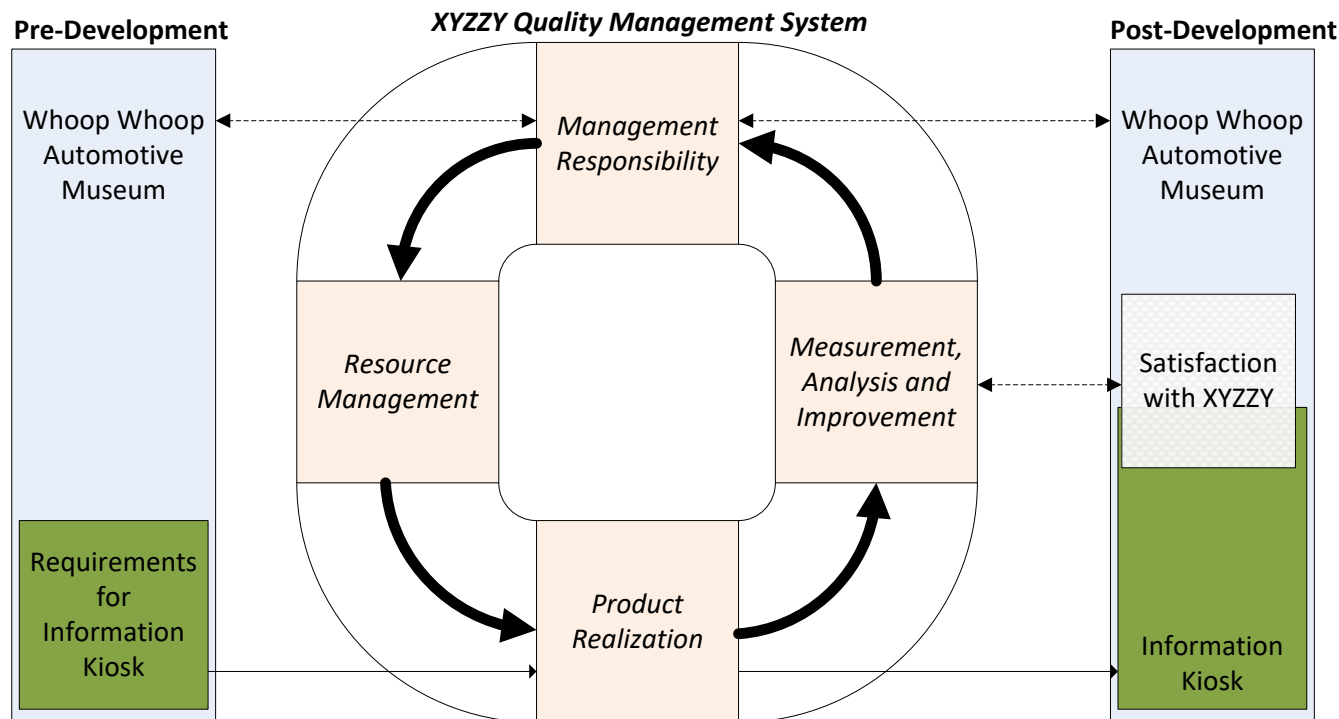 XYZZY Quality Management System
Pre-Development
Post-Development
Whoop Whoop
Automotive
Museum
Management
Responsibility
Whoop Whoop
Automotive
Museum
Resource
Management
Measurement,
Analysis and
Improvement
Satisfaction
with XYZZY
Requirements
for
Information
Kiosk
Product
Realization
Information
Kiosk